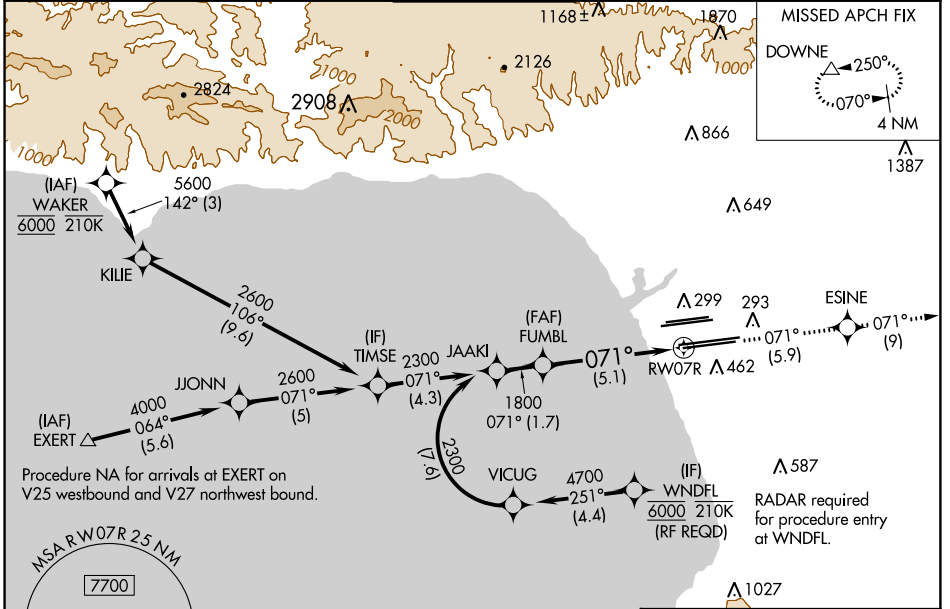 1168 ±
1870
MISSED APCH FIX
DOWNE
250°
070°
4 NM
2126
1000
1000
2824
2908
2000
866
1387
1000
(IAF)
WAKER
6000 210K
5600
142° (3)
649
KILIE
2600
106°
(9.6)
299
293
ESINE
(IF)
TIMSE
(FAF)
FUMBL
JAAKI
2300
071°
(4.3)
071°
(5.1)
RW07R
462
071°
(5.9)
071°
(9)
JJONN
2600
071°
(5)
1800
071° (1.7)
4000
064°
(5.6)
(IAF)
EXERT
2300
(7.6)
Procedure NA for arrivals at EXERT on
V25 westbound and V27 northwest bound.
VICUG
4700
251°
(4.4)
(IF)
WNDFL
6000 210K
(RF REQD)
587
RADAR required
for procedure entry
at WNDFL.
MSA RW07R 25 NM
7700
1027